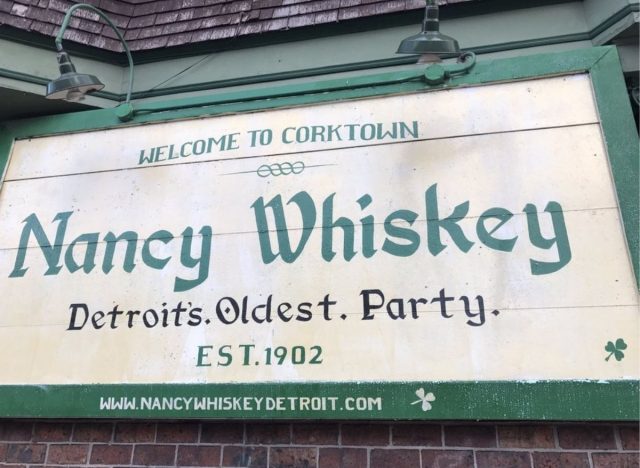 WELCOME TO CORKTOWN
Nancy Whiskey
Detroit's. Oldest. Party.
EST. 1902
WWW.NANCYWHISKEYDETROIT.COM